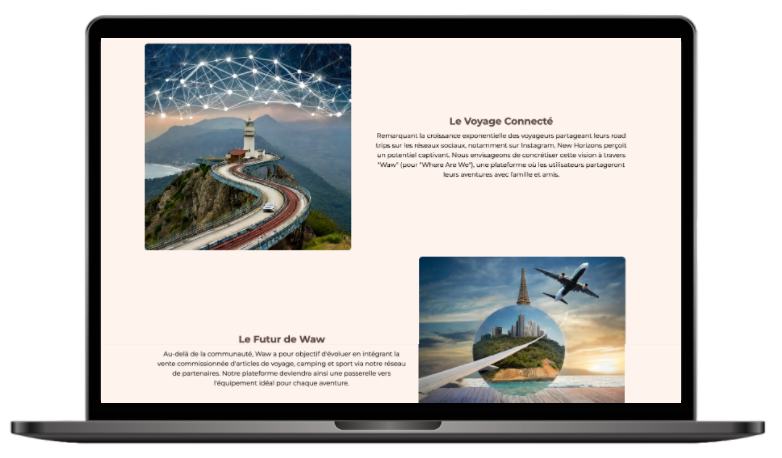 Le Voyage Connecté
Remarquant la croissance exponentielle des voyageurs partageant leurs road
trips sur les réseaux sociaux, notamment sur Instagram, New Horizons perçoit
un potentiel captivant. Nous envisageons de concrétiser cette vision à travers
"Waw" (pour "Where Are We"), une plateforme où les utilisateurs partageront
leurs aventures avec famille et amis.
Le Futur de Waw
Au-delà de la communauté, Waw a pour objectif d'évoluer en intégrant la
vente commissionnée d'articles de voyage, camping et sport via notre réseau
de partenaires. Notre plateforme deviendra ainsi une passerelle vers
l'équipement idéal pour chaque aventure.